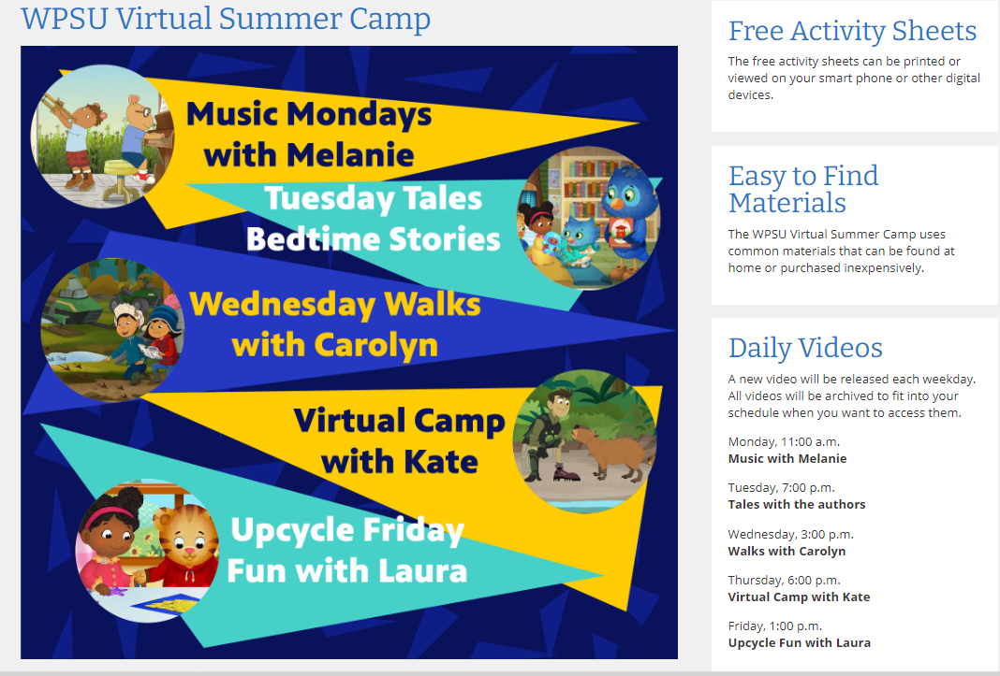 WPSU Virtual Summer Camp
Music Mondays
with Melanie
Tuesday Tales
Bedtime Stories
Wednesday Walks
with Carolyn
Virtual Camp
with Kate
Upcycle Friday
Fun with Laura
Free Activity Sheets
The free activity sheets can be printed or
viewed on your smart phone or other digital
devices.
Easy to Find
Materials
The WPSU Virtual Summer Camp uses
common materials that can be found at
home or purchased inexpensively.
Daily Videos
A new video will be released each weekday.
All videos will be archived to fit into your
schedule when you want to access them.
Monday, 11:00 a.m.
Music with Melanie
Tuesday, 7:00 p.m.
Tales with the authors
Wednesday, 3:00 p.m.
Walks with Carolyn
Thursday, 6:00 p.m.
Virtual Camp with Kate
Friday, 1:00 p.m.
Upcycle Fun with Laura